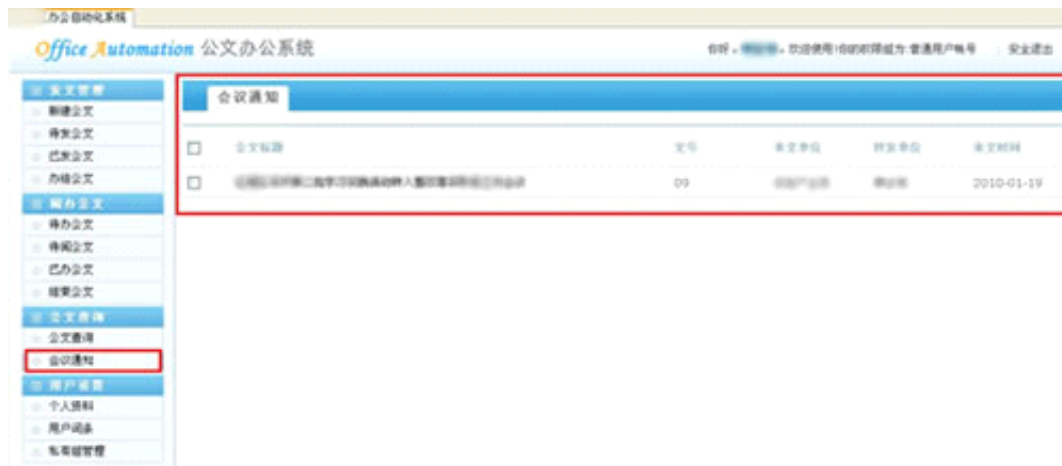 办公自动化系统
Office Automation 公文办公系统
你好, 欢迎使用!你的权限组为:普通用户帐号 安全退出
发文管理
新建公文
待发公文
已发公文
办结公文
阅办公文
待办公文
待阅公文
已办公文
结束公文
公文查询
公文查询
会议通知
用户设置
个人资料
用户词条
私有组管理
会议通知
公文标题 文号 来文单位 转发单位 来文时间
09 2010-01-19